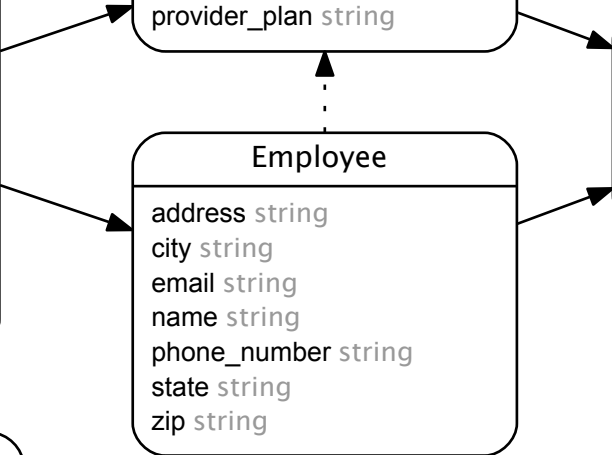 provider_plan string
Employee
address string
city string
email string
name string
phone_number string
state string
zip string